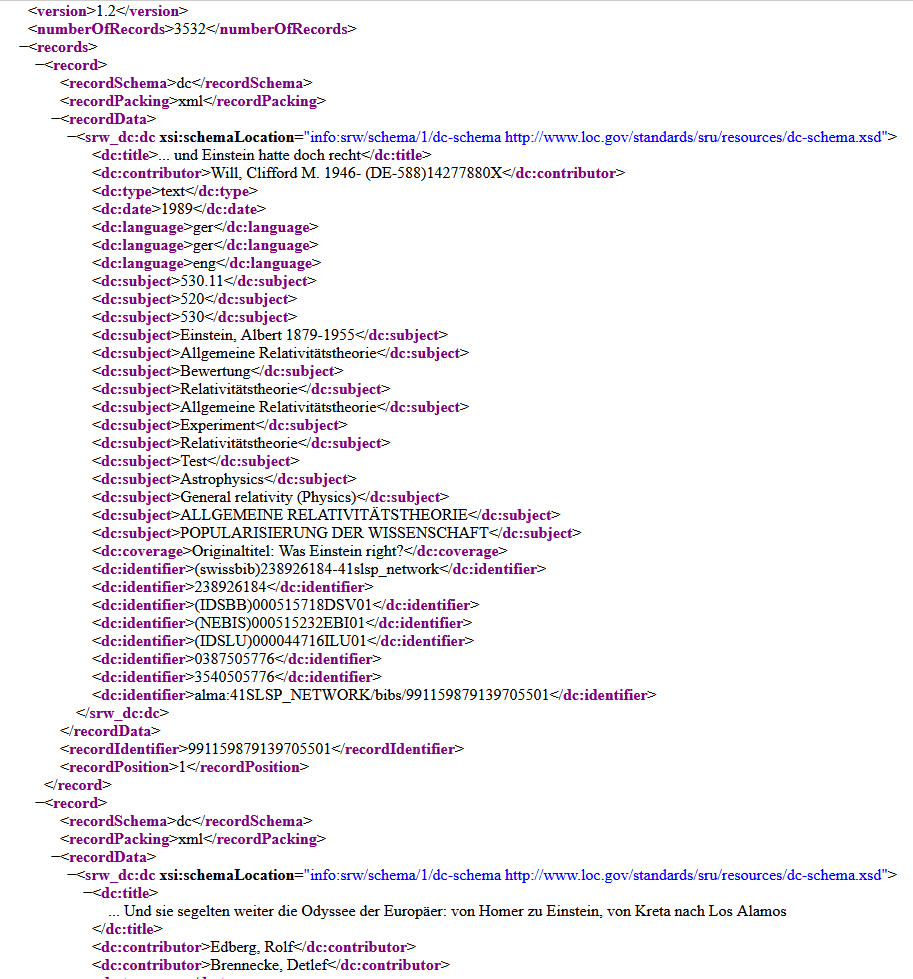 <version>1.2</version>
<numberOfRecords>3532</numberOfRecords>
−<records>
−<record>
<recordSchema>dc</recordSchema>
<recordPacking>xml</recordPacking>
−<recordData>
−<srw_dc:dc xsi:schemaLocation="info:srw/schema/1/dc-schema http://www.loc.gov/standards/sru/resources/dc-schema.xsd">
<dc:title>... und Einstein hatte doch recht</dc:title>
<dc:contributor>Will, Clifford M. 1946- (DE-588)14277880X</dc:contributor>
<dc:type>text</dc:type>
<dc:date>1989</dc:date>
<dc:language>ger</dc:language>
<dc:language>ger</dc:language>
<dc:language>eng</dc:language>
<dc:subject>530.11</dc:subject>
<dc:subject>520</dc:subject>
<dc:subject>530</dc:subject>
<dc:subject>Einstein, Albert 1879-1955</dc:subject>
<dc:subject>Allgemeine Relativitätstheorie</dc:subject>
<dc:subject>Bewertung</dc:subject>
<dc:subject>Relativitätstheorie</dc:subject>
<dc:subject>Allgemeine Relativitätstheorie</dc:subject>
<dc:subject>Experiment</dc:subject>
<dc:subject>Relativitätstheorie</dc:subject>
<dc:subject>Test</dc:subject>
<dc:subject>Astrophysics</dc:subject>
<dc:subject>General relativity (Physics)</dc:subject>
<dc:subject>ALLGEMEINE RELATIVITÄTSTHEORIE</dc:subject>
<dc:subject>POPULARISIERUNG DER WISSENSCHAFT</dc:subject>
<dc:coverage>Originaltitel: Was Einstein right?</dc:coverage>
<dc:identifier>(swissbib)238926184-41slsp_network</dc:identifier>
<dc:identifier>238926184</dc:identifier>
<dc:identifier>(IDSBB)000515718DSV01</dc:identifier>
<dc:identifier>(NEBIS)000515232EBI01</dc:identifier>
<dc:identifier>(IDSLU)000044716ILU01</dc:identifier>
<dc:identifier>0387505776</dc:identifier>
<dc:identifier>3540505776</dc:identifier>
<dc:identifier>alma:41SLSP_NETWORK/bibs/991159879139705501</dc:identifier>
</srw_dc:dc>
</recordData>
<recordIdentifier>991159879139705501</recordIdentifier>
<recordPosition>1</recordPosition>
</record>
−<record>
<recordSchema>dc</recordSchema>
<recordPacking>xml</recordPacking>
−<recordData>
−<srw_dc:dc xsi:schemaLocation="info:srw/schema/1/dc-schema http://www.loc.gov/standards/sru/resources/dc-schema.xsd">
−<dc:title>
... Und sie segelten weiter die Odyssee der Europäer: von Homer zu Einstein, von Kreta nach Los Alamos
</dc:title>
<dc:contributor>Edberg, Rolf</dc:contributor>
<dc:contributor>Brennecke, Detlef</dc:contributor>